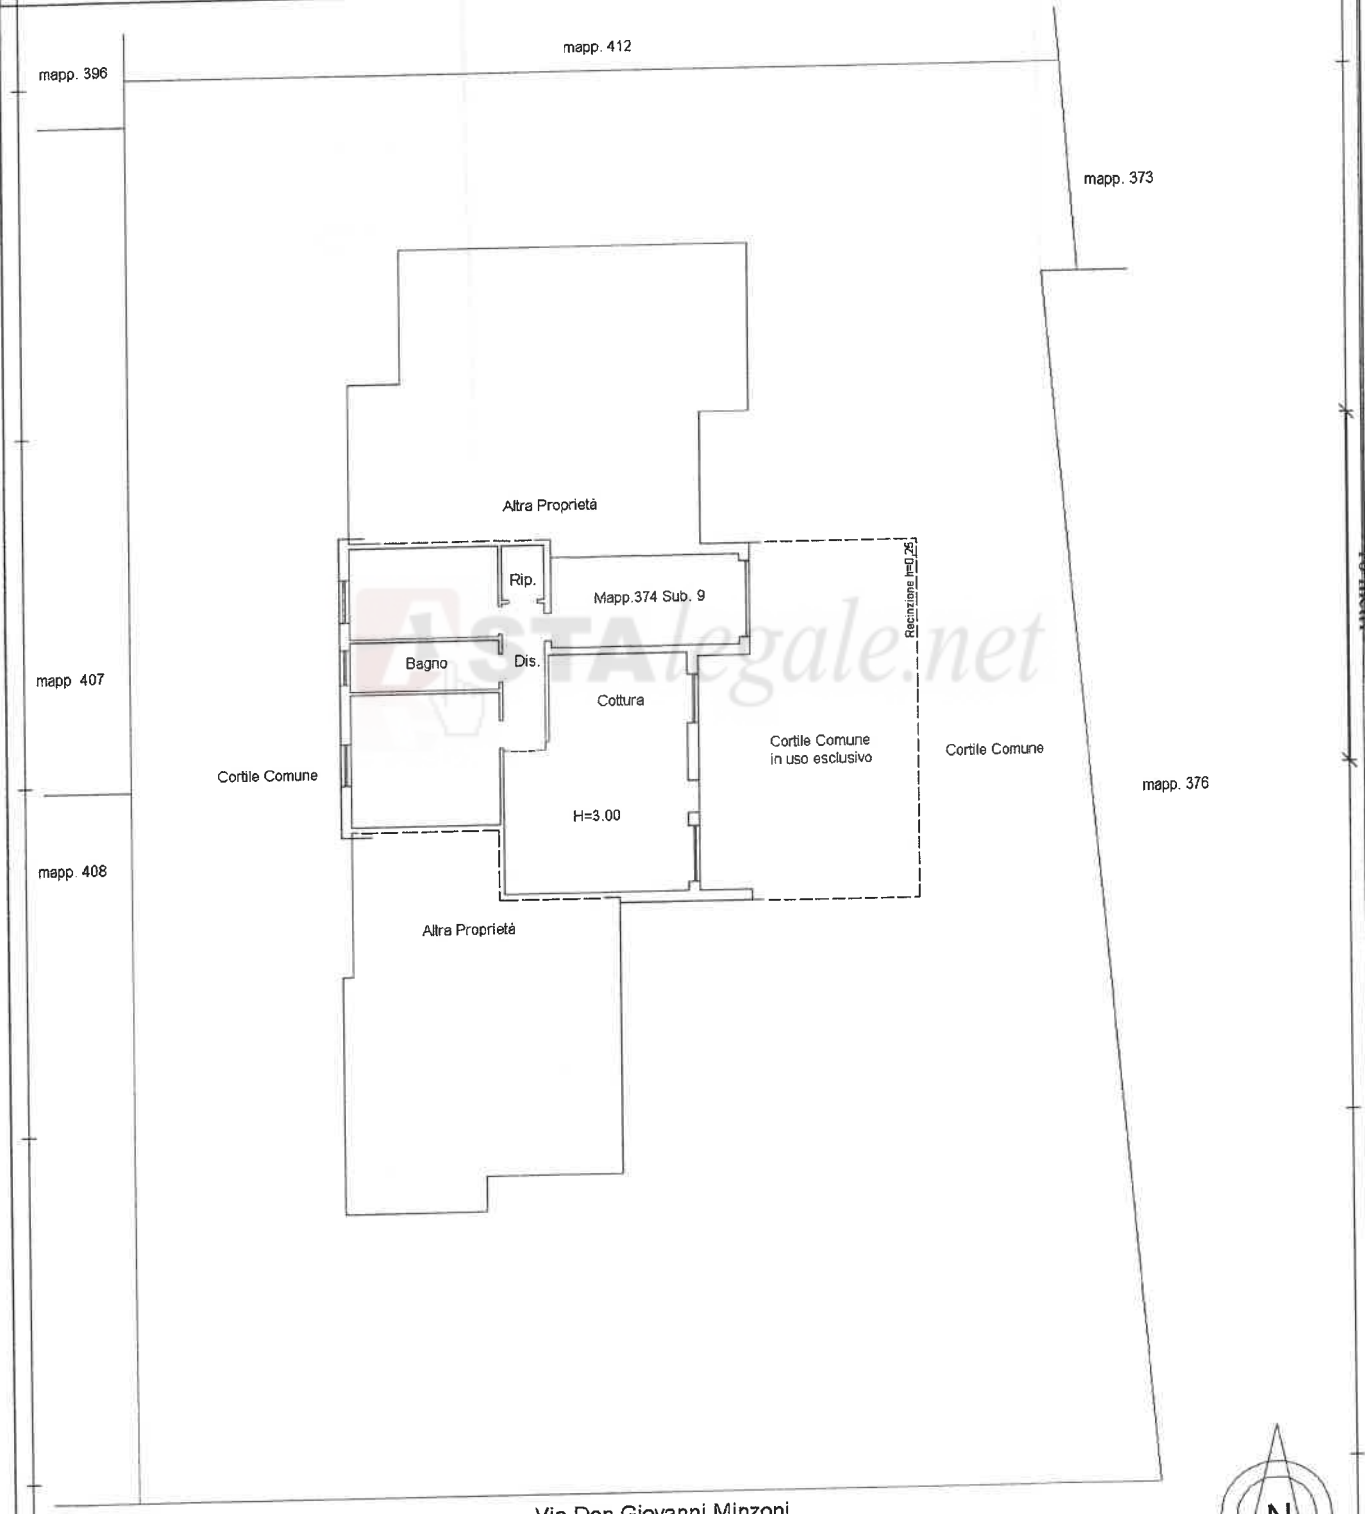 mapp. 412
mapp. 396
mapp. 373
Altra Proprietà
Recinzione h=0,25
Rip.
Mapp.374 Sub. 9
ASTAlegale.net
Bagno
Dis.
mapp 407
Cottura
Cortile Comune
in uso esclusivo
Cortile Comune
Cortile Comune
mapp. 376
H=3.00
mapp. 408
Altra Proprietà
Via Don Giovanni Minzoni
N